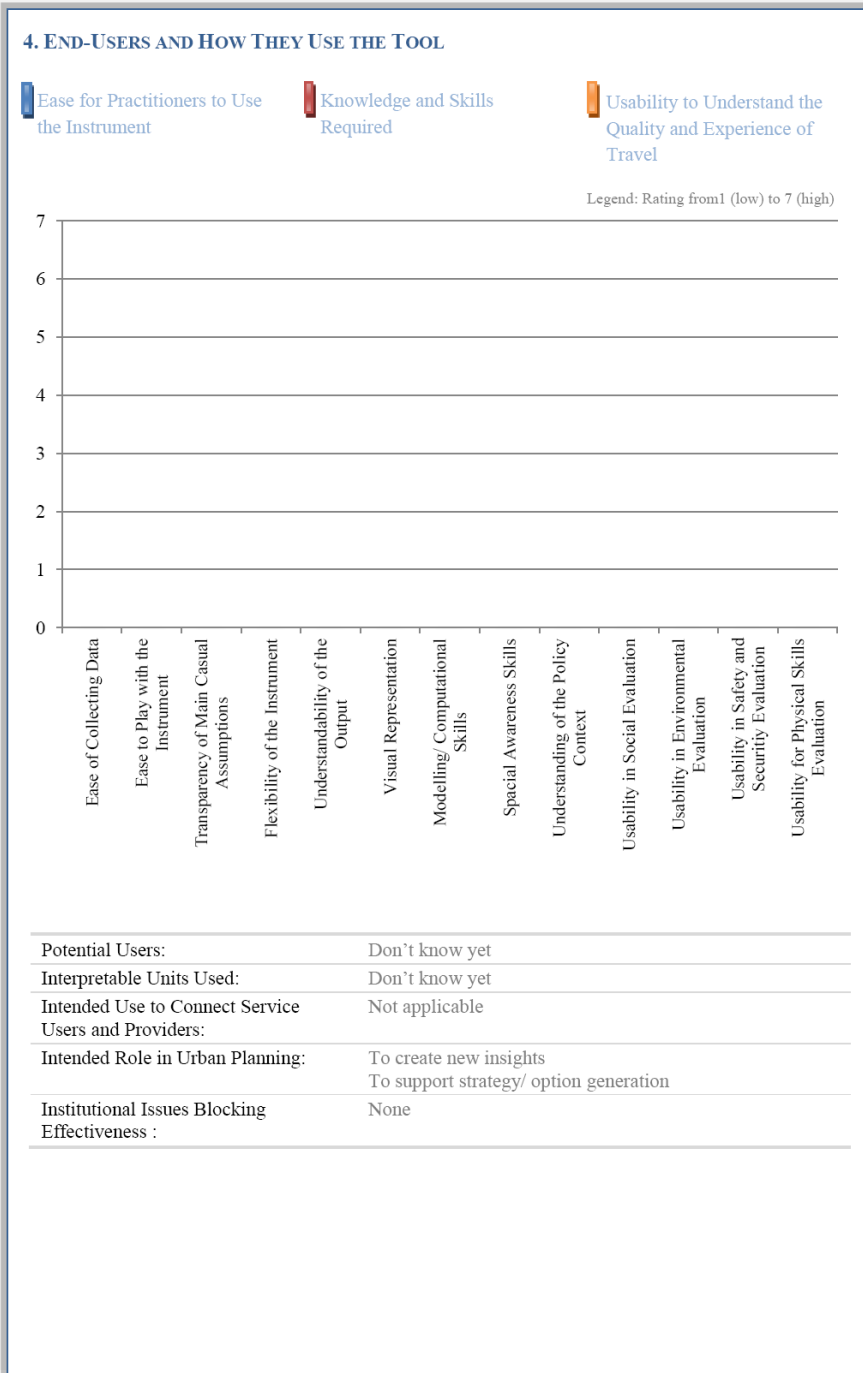 4. END-USERS AND HOW THEY USE THE TOOL
Ease for Practitioners to Use
the Instrument
Knowledge and Skills
Required
Usability to Understand the
Quality and Experience of
Travel
Legend: Rating from1 (low) to 7 (high)
7
6
5
4
3
2
1
0
Ease of Collecting Data
Ease to Play with the
Instrument
Transparency of Main Casual
Assumptions
Flexibility of the Instrument
Understandability of the
Output
Visual Representation
Modelling/ Computational
Skills
Spacial Awareness Skills
Understanding of the Policy
Context
Usability in Social Evaluation
Usability in Environmental
Evaluation
Usability in Safety and
Securitiy Evaluation
Usability for Physical Skills
Evaluation
Potential Users: Don't know yet
Interpretable Units Used: Don't know yet
Intended Use to Connect Service Not applicable
Users and Providers:
Intended Role in Urban Planning: To create new insights
To support strategy/ option generation
Institutional Issues Blocking None
Effectiveness :